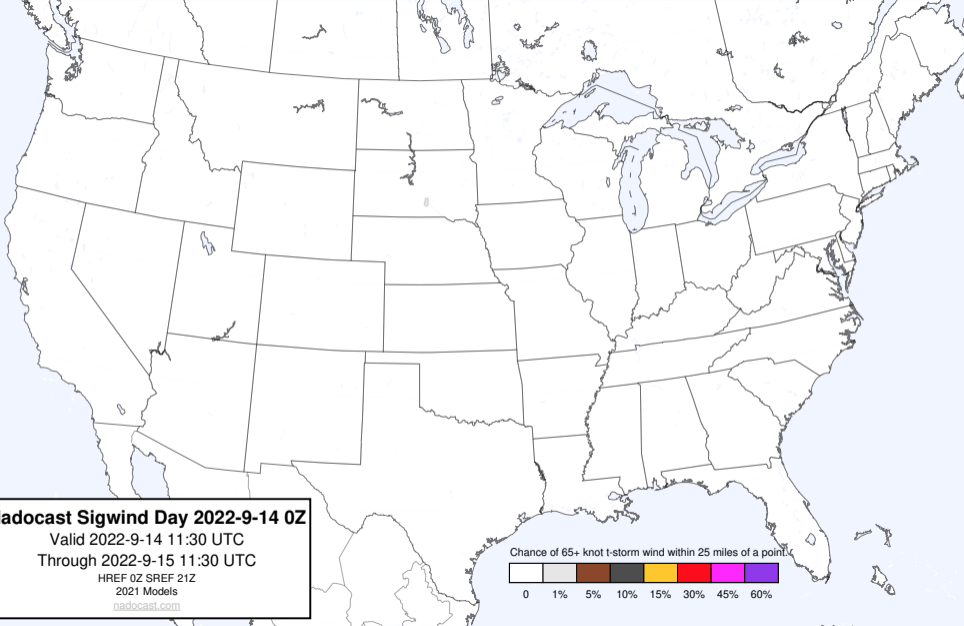 adocast Sigwind Day 2022-9-14 0Z
Valid 2022-9-14 11:30 UTC
Through 2022-9-15 11:30 UTC
HREF 0Z SREF 21Z
2021 Models
nadocast.com
Chance of 65+ knot t-storm wind within 25 miles of a point.
0 1% 5% 10% 15% 30% 45% 60%